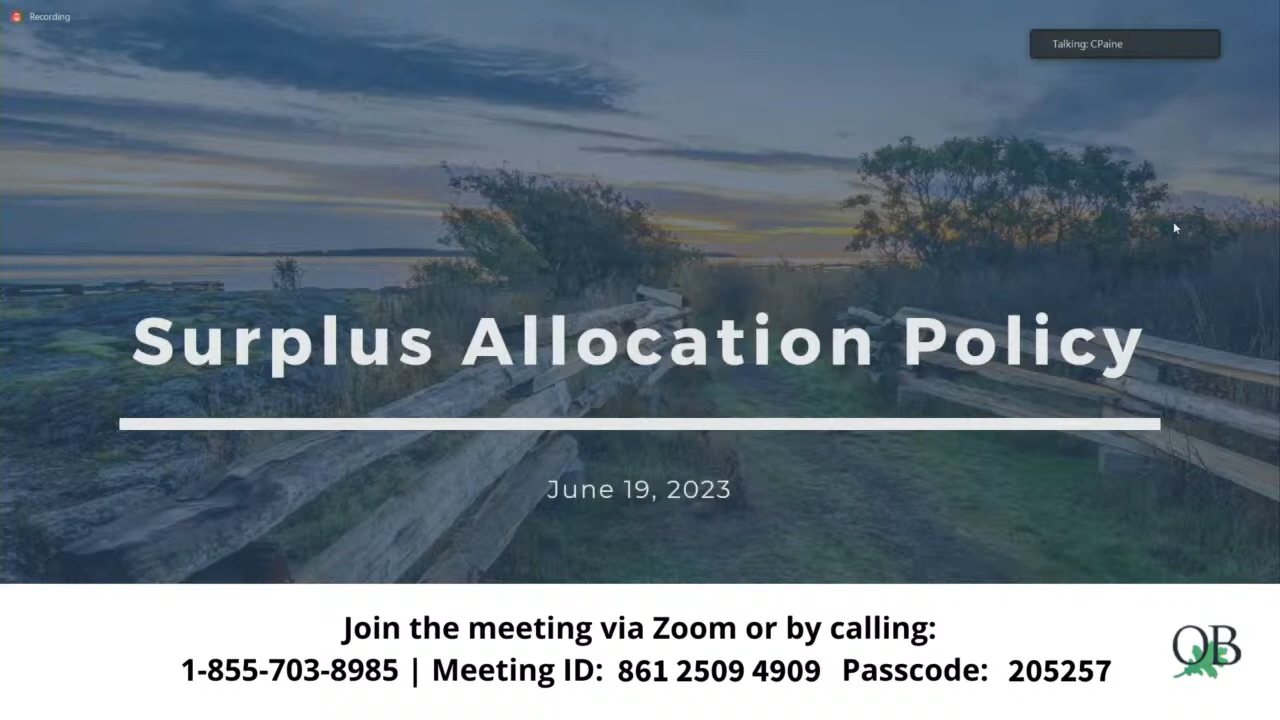 Recording
Talking: CPaine
Surplus Allocation Policy
June 19, 2023
Join the meeting via Zoom or by calling:
1-855-703-8985 | Meeting ID: 861 2509 4909 Passcode: 205257
OB